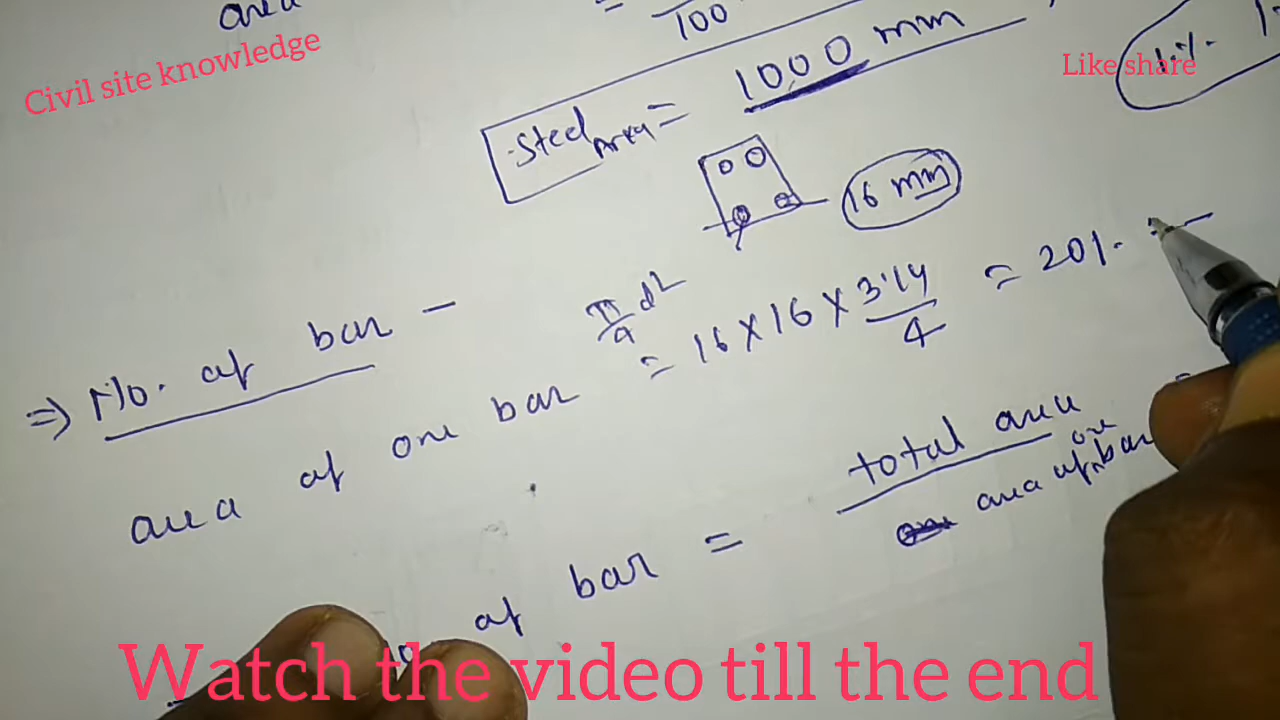 area
=
100
1000 mm
1%
Civil site knowledge
Like share
Steel Area =
16 mm
⇒ No. of bar -
π/4 d²
area of one bar = 16 X 16 X 3.14/4 = 201.
of bar = total area / area of one bar
Watch the video till the end